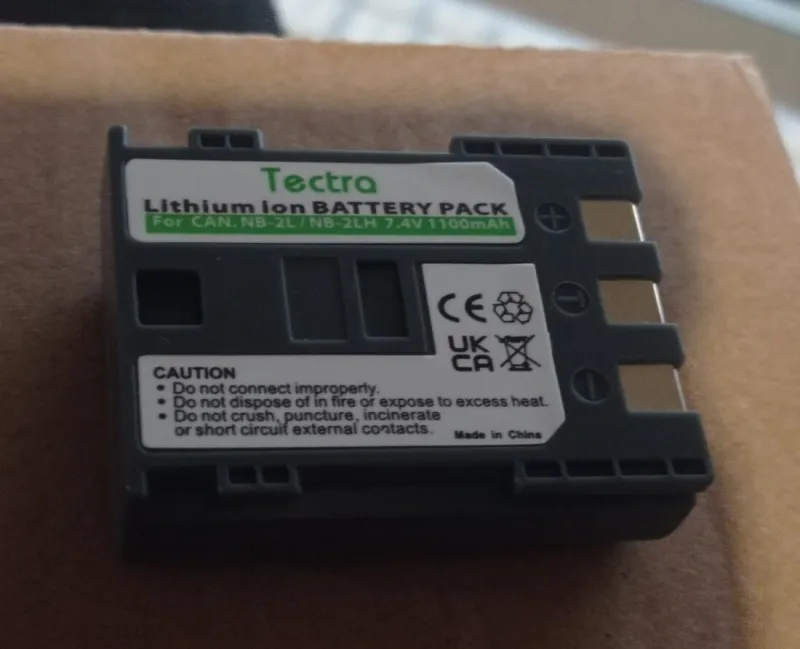 Tectra
Lithium ion BATTERY PACK
For CAN. NB-2L / NB-2LH 7.4V 1100mAh
+
T
CE
UK
CA
−
CAUTION
• Do not connect improperly.
• Do not dispose of in fire or expose to excess heat.
• Do not crush, puncture, incinerate
or short circuit external contacts.
Made in China